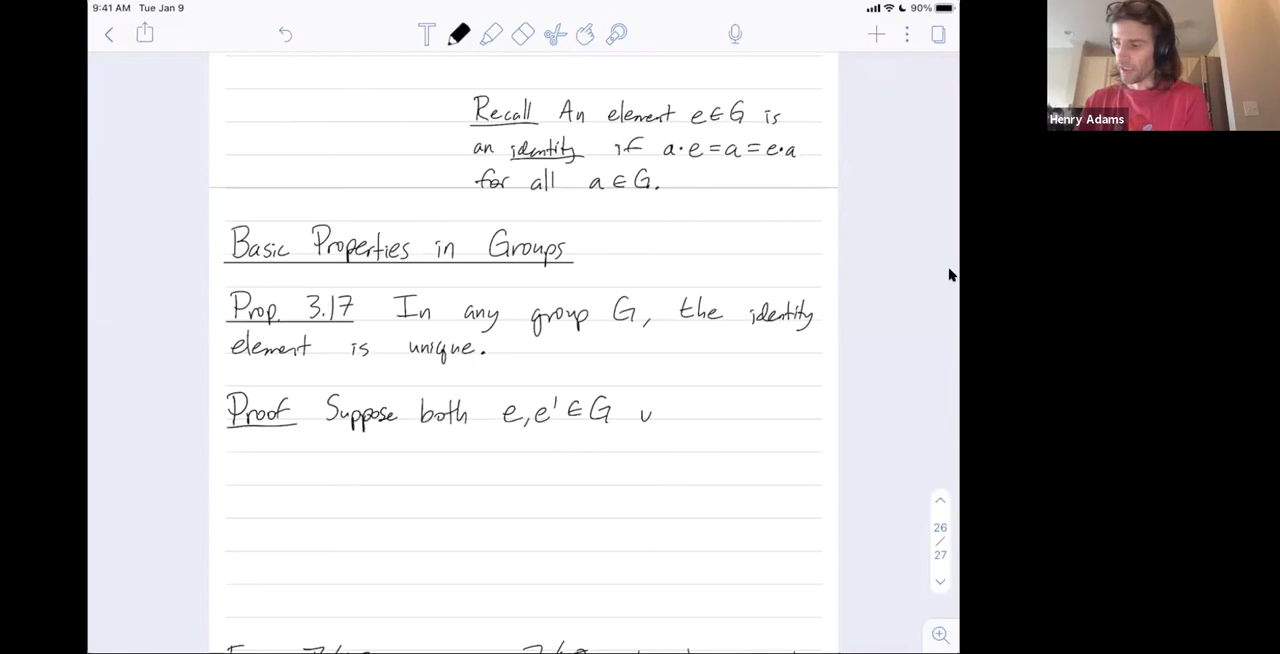 9:41 AM Tue Jan 9
90%
Henry Adams
Recall An element e∈G is
an identity if a·e=a=e·a
for all a∈G.
Basic Properties in Groups
Prop. 3.17 In any group G, the identity
element is unique.
Proof Suppose both e,e'∈G
26
/
27